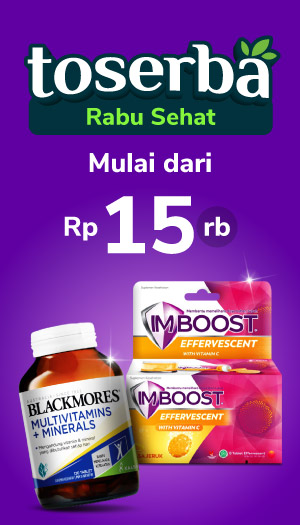 toserba
Rabu Sehat
Mulai dari
Rp 15 rb
IMBOOST
EFFERVESCENT
WITH VITAMIN C
IMBOOST
EFFERVESCENT
WITH VITAMIN C
BLACKMORES
MULTIVITAMINS
+ MINERALS